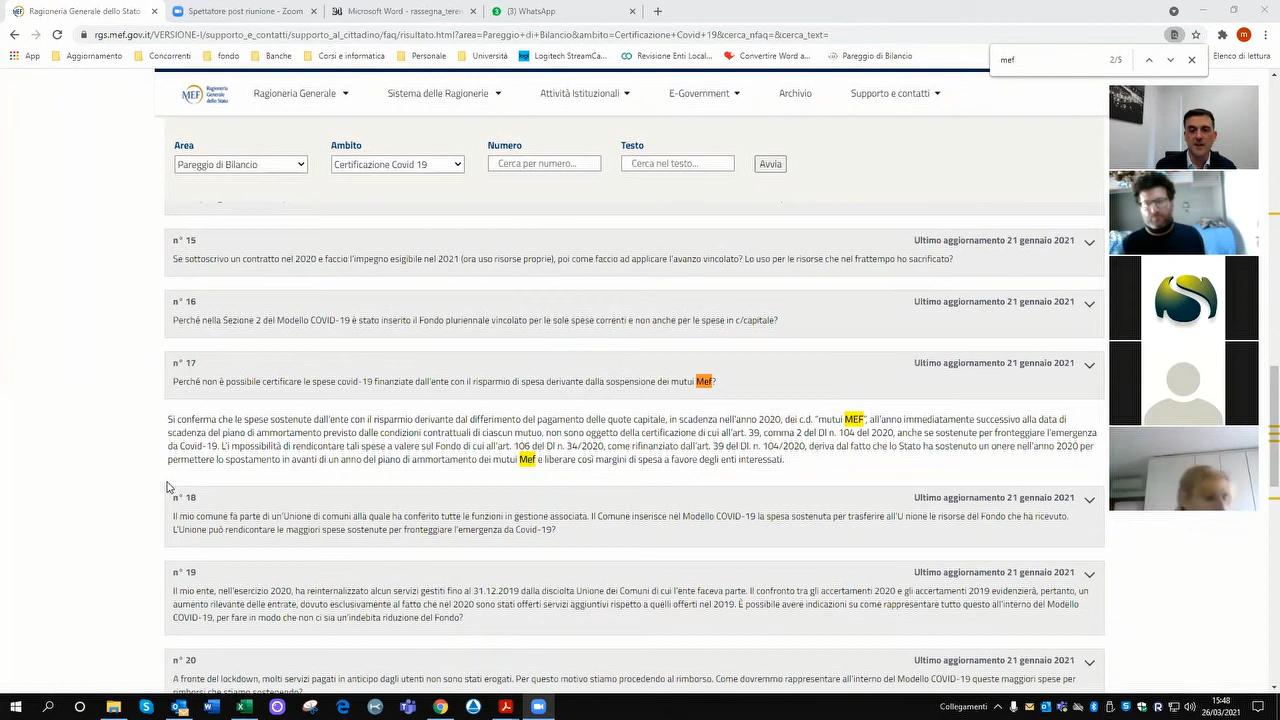 Ragioneria Generale dello Stato
Spettatore post riunione - Zoom
Microsoft Word - rassegna_tere
(3) WhatsApp
rgs.mef.gov.it/VERSIONE-I/supporto_e_contatti/supporto_al_cittadino/faq/risultato.html?area=Pareggio+di+Bilancio&ambito=Certificazione+Covid+19&cerca_nfaq=&cerca_text=
App
Aggiornamento
Concorrenti
fondo
Banche
Corsi e informatica
Personale
Università
Logitech StreamCa...
Revisione Enti Local...
Convertire Word a...
Pareggio di Bilancio
mef
2/5
Elenco di lettura
MEF
Ragioneria
Generale
dello Stato
Ragioneria Generale
Sistema delle Ragionerie
Attività Istituzionali
E-Government
Archivio
Supporto e contatti
Area
Ambito
Numero
Testo
Pareggio di Bilancio
Certificazione Covid 19
Cerca per numero...
Cerca nel testo...
Avvia
n° 15
Ultimo aggiornamento 21 gennaio 2021
Se sottoscrivo un contratto nel 2020 e faccio l'impegno esigibile nel 2021 (ora uso risorse proprie), poi come faccio ad applicare l'avanzo vincolato? Lo uso per le risorse che nel frattempo ho sacrificato?
n° 16
Ultimo aggiornamento 21 gennaio 2021
Perché nella Sezione 2 del Modello COVID-19 è stato inserito il Fondo pluriennale vincolato per le sole spese correnti e non anche per le spese in c/capitale?
n° 17
Ultimo aggiornamento 21 gennaio 2021
Perché non è possibile certificare le spese covid-19 finanziate dall'ente con il risparmio di spesa derivante dalla sospensione dei mutui Mef?
Si conferma che le spese sostenute dall'ente con il risparmio derivante dal differimento del pagamento delle quote capitale, in scadenza nell'anno 2020, dei c.d. "mutui MEF", all'anno immediatamente successivo alla data di
scadenza del piano di ammortamento previsto dalle condizioni contrattuali di ciascun mutuo non sono oggetto della certificazione di cui all'art. 39, comma 2 del Dl n. 104 del 2020, anche se sostenute per fronteggiare l'emergenza
da Covid-19. L'impossibilità di rendicontare tali spese a valere sul Fondo di cui all'art. 106 del Dl n. 34/2020, come rifinanziato dall'art. 39 del Dl n. 104/2020, deriva dal fatto che lo Stato ha sostenuto un onere nell'anno 2020 per
permettere lo spostamento in avanti di un anno del piano di ammortamento dei mutui Mef e liberare così margini di spesa a favore degli enti interessati.
n° 18
Ultimo aggiornamento 21 gennaio 2021
Il mio comune fa parte di un'Unione di comuni alla quale ha conferito tutte le funzioni in gestione associata. Il Comune inserisce nel Modello COVID-19 la spesa sostenuta per trasferire all'U nione le risorse del Fondo che ha ricevuto.
L'Unione può rendicontare le maggiori spese sostenute per fronteggiare l'emergenza da Covid-19?
n° 19
Ultimo aggiornamento 21 gennaio 2021
Il mio ente, nell'esercizio 2020, ha reinternalizzato alcun servizi gestiti fino al 31.12.2019 dalla disciolta Unione dei Comuni di cui l'ente faceva parte. Il confronto tra gli accertamenti 2020 e gli accertamenti 2019 evidenzierà, pertanto, un
aumento rilevante delle entrate, dovuto esclusivamente al fatto che nel 2020 sono stati offerti servizi aggiuntivi rispetto a quelli offerti nel 2019. È possibile avere indicazioni su come rappresentare tutto questo all'interno del Modello
COVID-19, per fare in modo che non ci sia un'indebita riduzione del Fondo?
n° 20
Ultimo aggiornamento 21 gennaio 2021
A fronte del lockdown, molti servizi pagati in anticipo dagli utenti non sono stati erogati. Per questo motivo stiamo procedendo al rimborso. Come dovremmo rappresentare all'interno del Modello COVID-19 queste maggiori spese per
rimborsi che stiamo sostenendo?
Collegamenti
15:48
26/03/2021